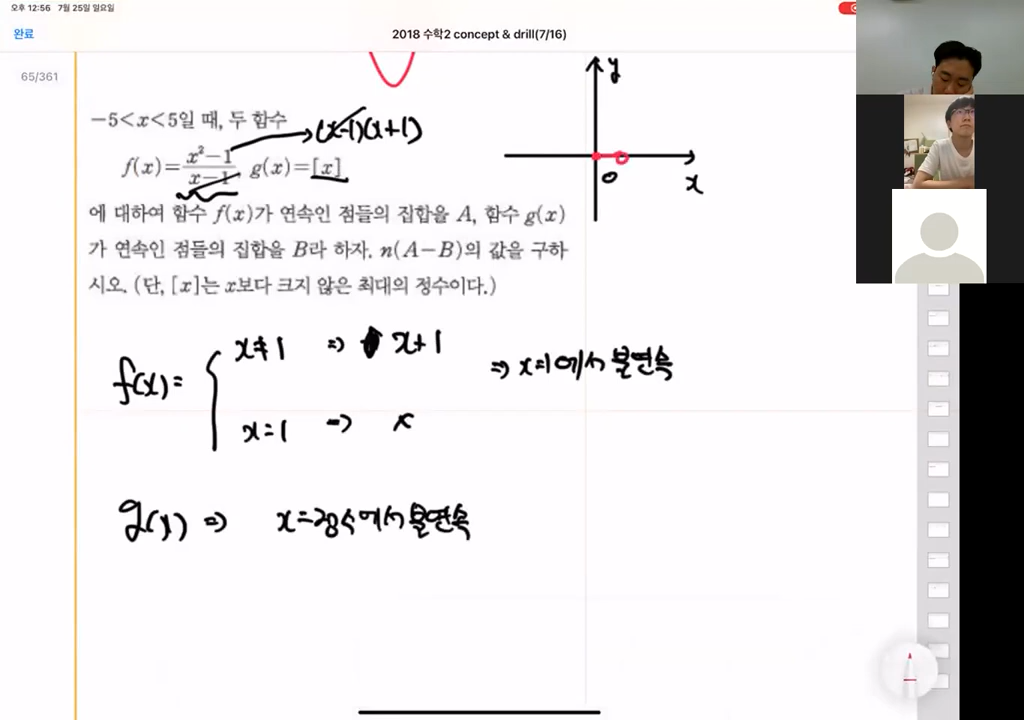 오후 12:56 7월 25일 일요일
완료
2018 수학2 concept & drill(7/16)
65/361
y
−5<x<5일 때, 두 함수
(x-1)(x+1)
f(x)=\frac{x²−1}{x−1}, g(x)=[x]
0
x
에 대하여 함수 f(x)가 연속인 점들의 집합을 A, 함수 g(x)
가 연속인 점들의 집합을 B라 하자. n(A−B)의 값을 구하
시오. (단, [x]는 x보다 크지 않은 최대의 정수이다.)
f(x)= { x≠1 ⇒ x+1
⇒ x=1에서 불연속
x=1 ⇒ x
g(x) ⇒ x=정수에서 불연속